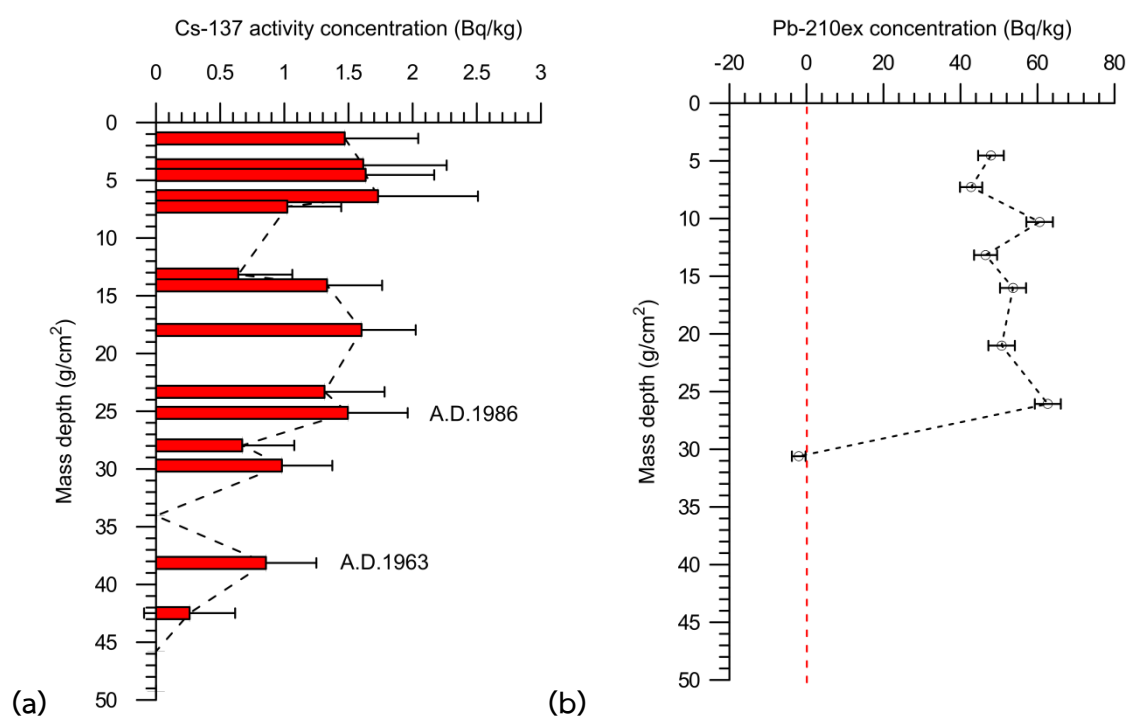 Cs-137 activity concentration (Bq/kg)
0 0.5 1 1.5 2 2.5 3
0
5
10
15
20
25
30
35
40
45
50
Mass depth (g/cm²)
A.D.1986
A.D.1963
(a)
Pb-210ex concentration (Bq/kg)
-20 0 20 40 60 80
0
5
10
15
20
25
30
35
40
45
50
Mass depth (g/cm²)
(b)